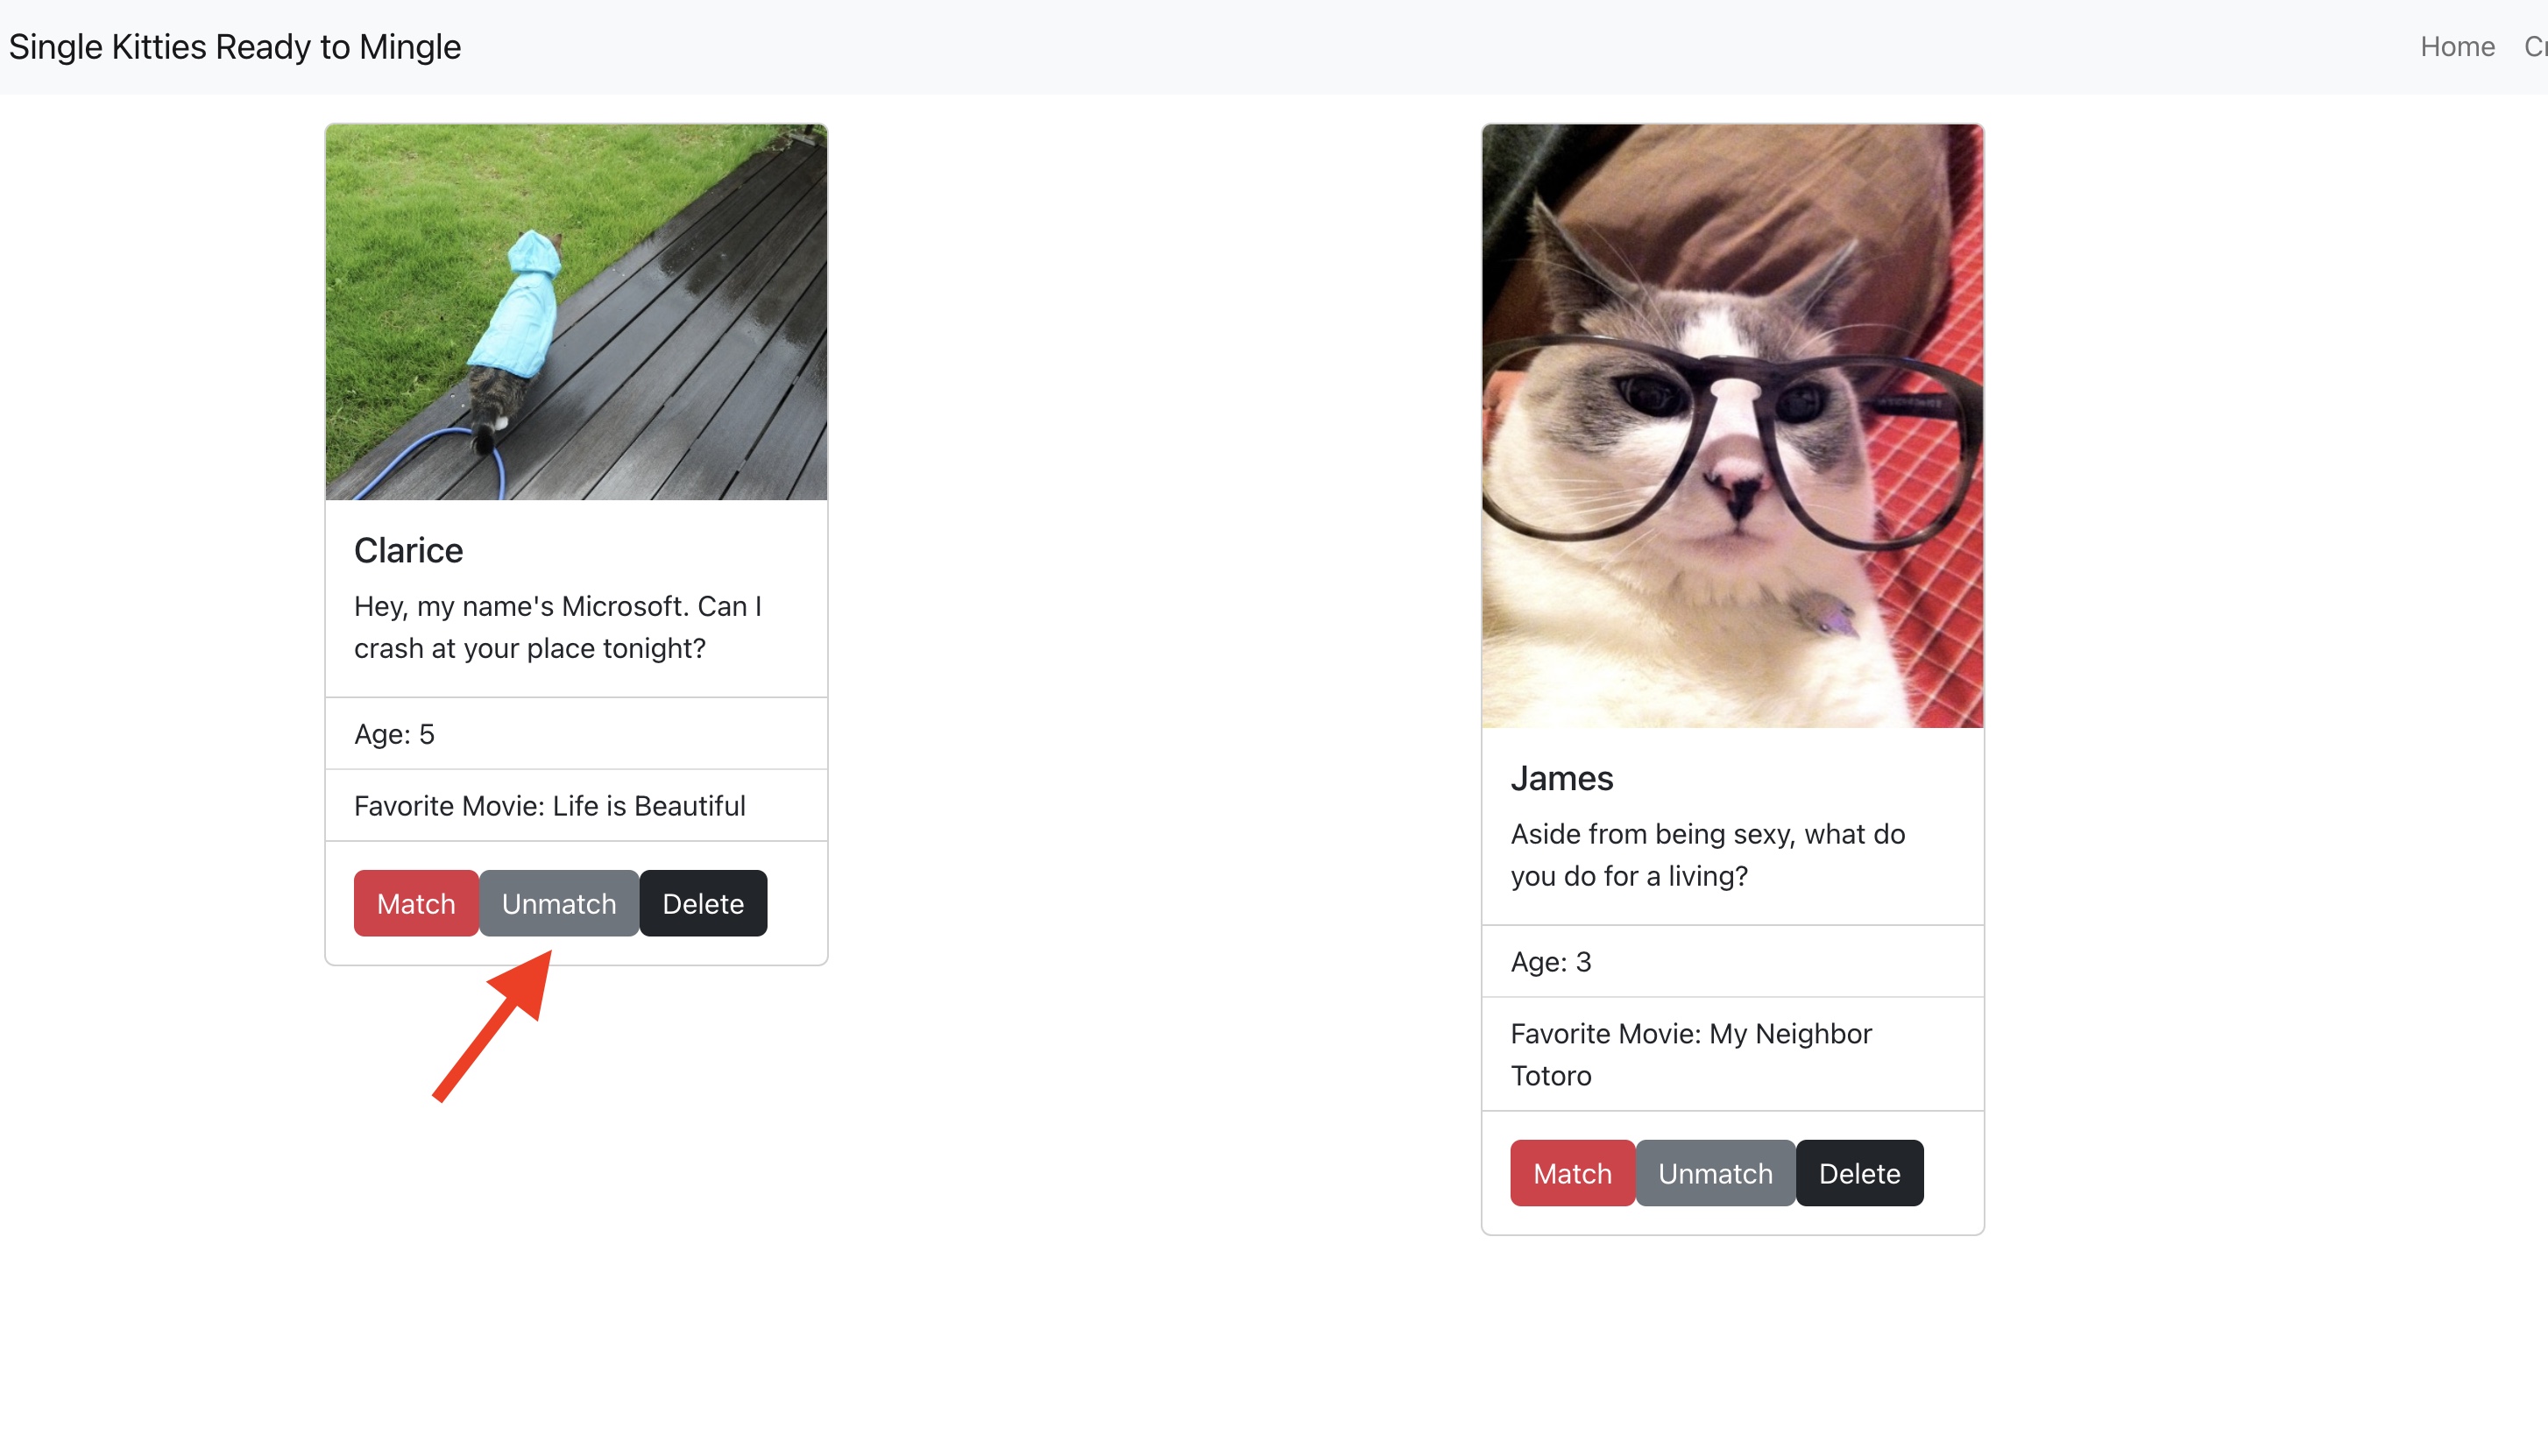 Single Kitties Ready to Mingle
Home
Clarice
Hey, my name's Microsoft. Can I
crash at your place tonight?
Age: 5
Favorite Movie: Life is Beautiful
Match Unmatch Delete
James
Aside from being sexy, what do
you do for a living?
Age: 3
Favorite Movie: My Neighbor
Totoro
Match Unmatch Delete